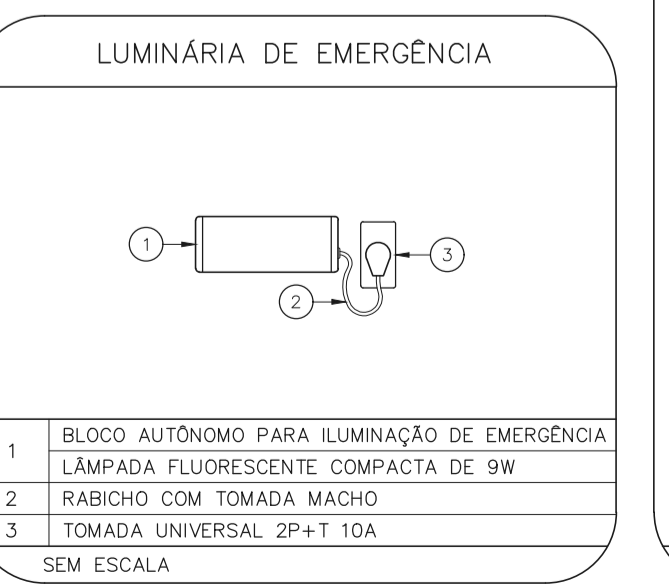 LUMINÁRIA DE EMERGÊNCIA
1
3
2
1 BLOCO AUTÔNOMO PARA ILUMINAÇÃO DE EMERGÊNCIA
LÂMPADA FLUORESCENTE COMPACTA DE 9W
2 RABICHO COM TOMADA MACHO
3 TOMADA UNIVERSAL 2P+T 10A
SEM ESCALA